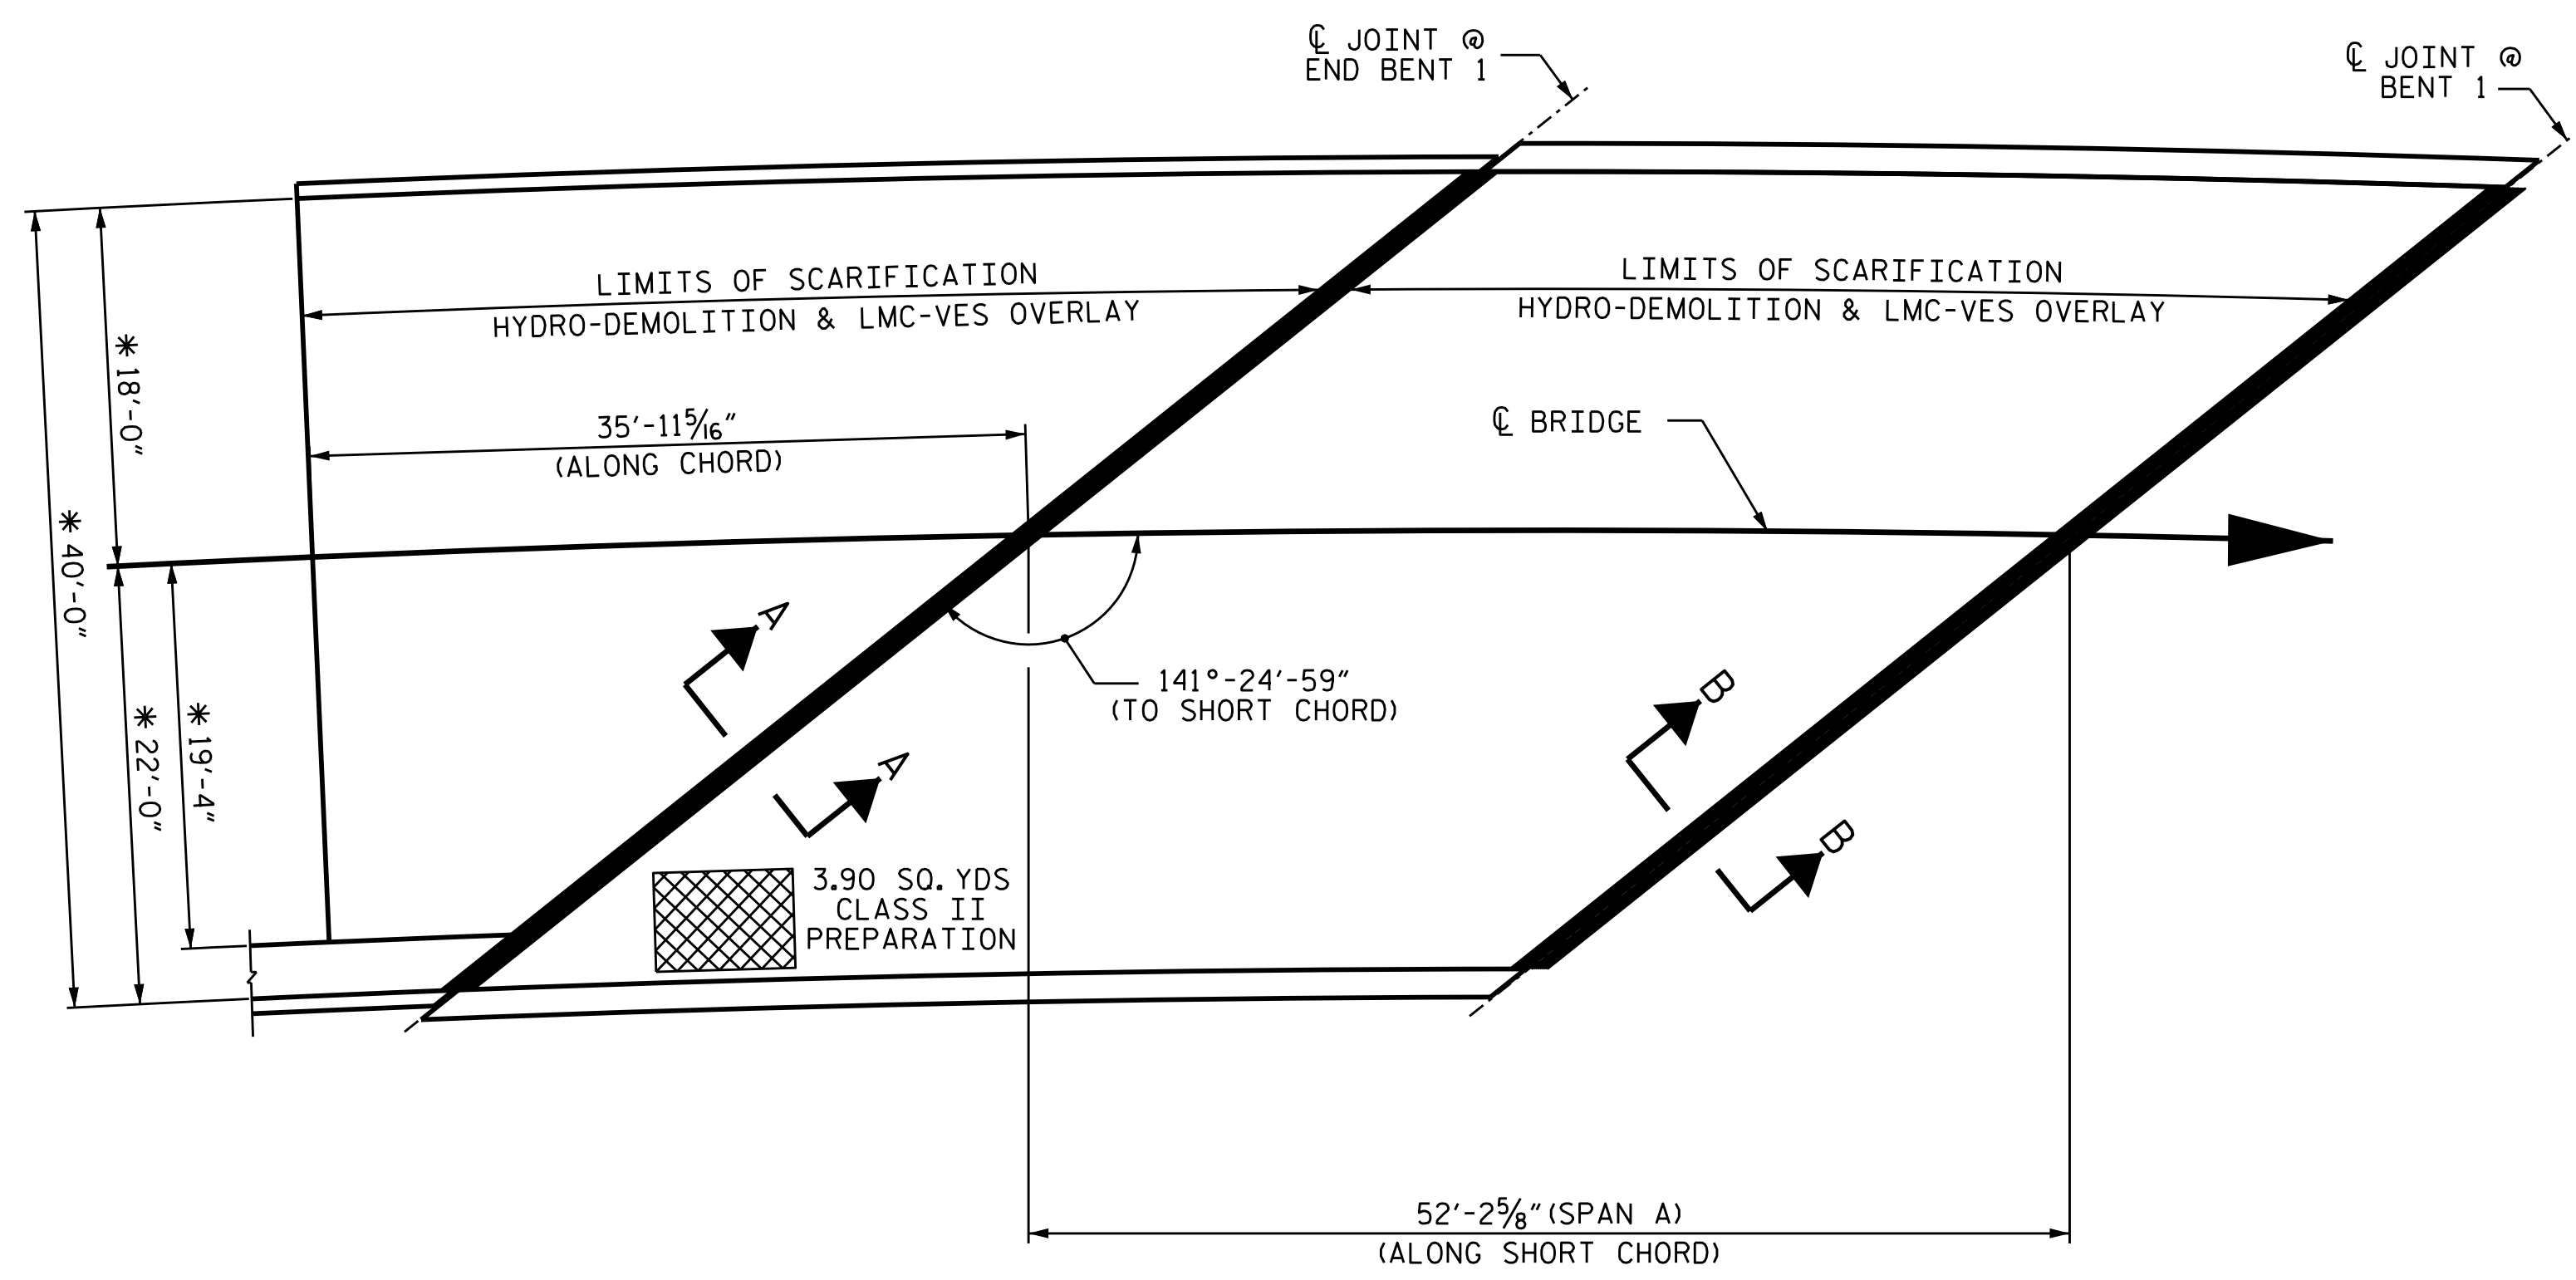 ℄ JOINT @
END BENT 1
℄ JOINT @
BENT 1
LIMITS OF SCARIFICATION
HYDRO-DEMOLITION & LMC-VES OVERLAY
LIMITS OF SCARIFICATION
HYDRO-DEMOLITION & LMC-VES OVERLAY
* 18'-0"
* 40'-0"
35'-11 5/16"
(ALONG CHORD)
℄ BRIDGE
* 22'-0"
* 19'-4"
A
A
141°-24'-59"
(TO SHORT CHORD)
B
B
3.90 SQ. YDS
CLASS II
PREPARATION
52'-2 5/8" (SPAN A)
(ALONG SHORT CHORD)